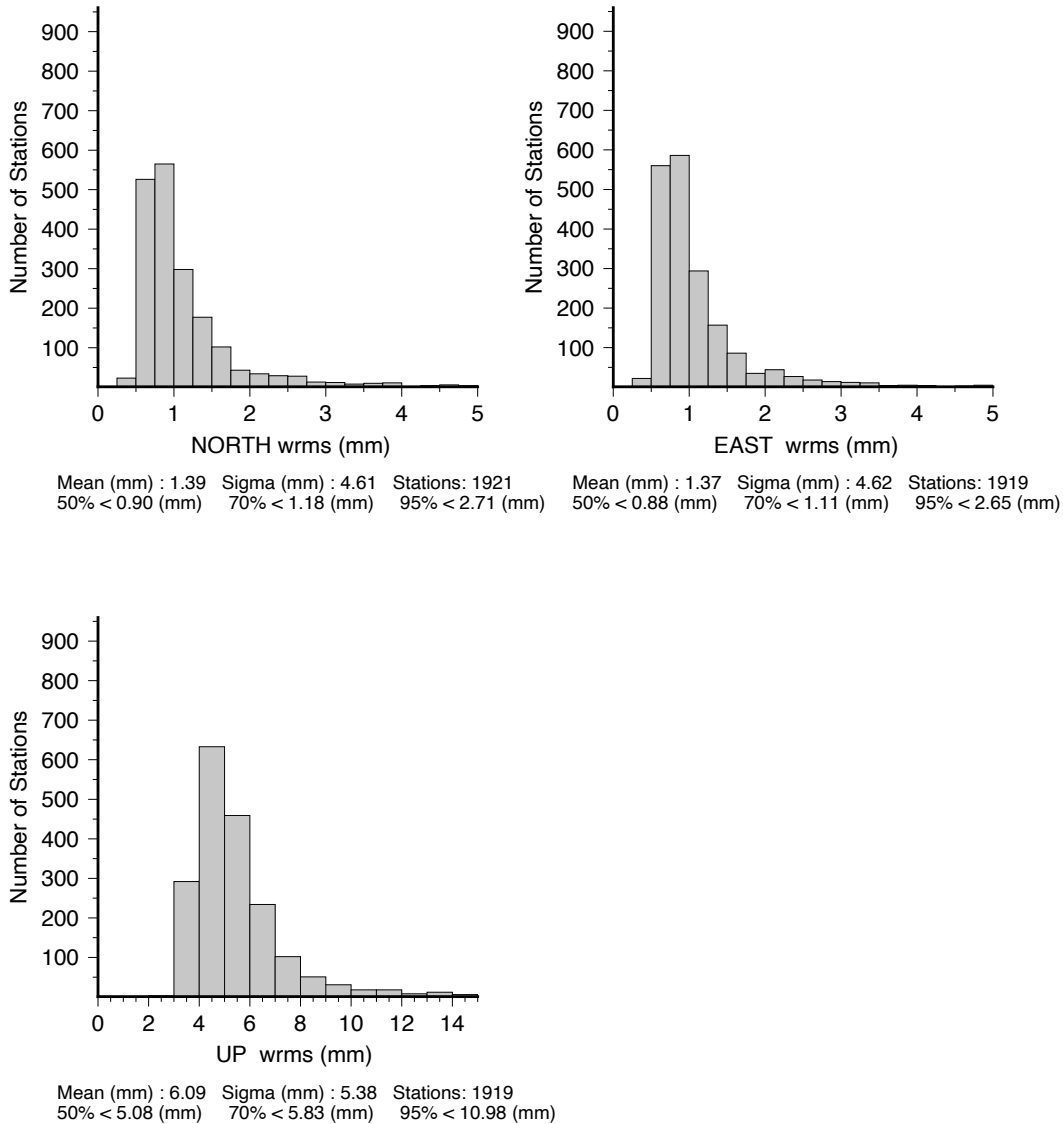 900
800
700
600
500
400
300
200
100
Number of Stations
0 1 2 3 4 5
NORTH wrms (mm)
Mean (mm) : 1.39 Sigma (mm) : 4.61 Stations: 1921
50% < 0.90 (mm) 70% < 1.18 (mm) 95% < 2.71 (mm)
900
800
700
600
500
400
300
200
100
Number of Stations
0 1 2 3 4 5
EAST wrms (mm)
Mean (mm) : 1.37 Sigma (mm) : 4.62 Stations: 1919
50% < 0.88 (mm) 70% < 1.11 (mm) 95% < 2.65 (mm)
900
800
700
600
500
400
300
200
100
Number of Stations
0 2 4 6 8 10 12 14
UP wrms (mm)
Mean (mm) : 6.09 Sigma (mm) : 5.38 Stations: 1919
50% < 5.08 (mm) 70% < 5.83 (mm) 95% < 10.98 (mm)